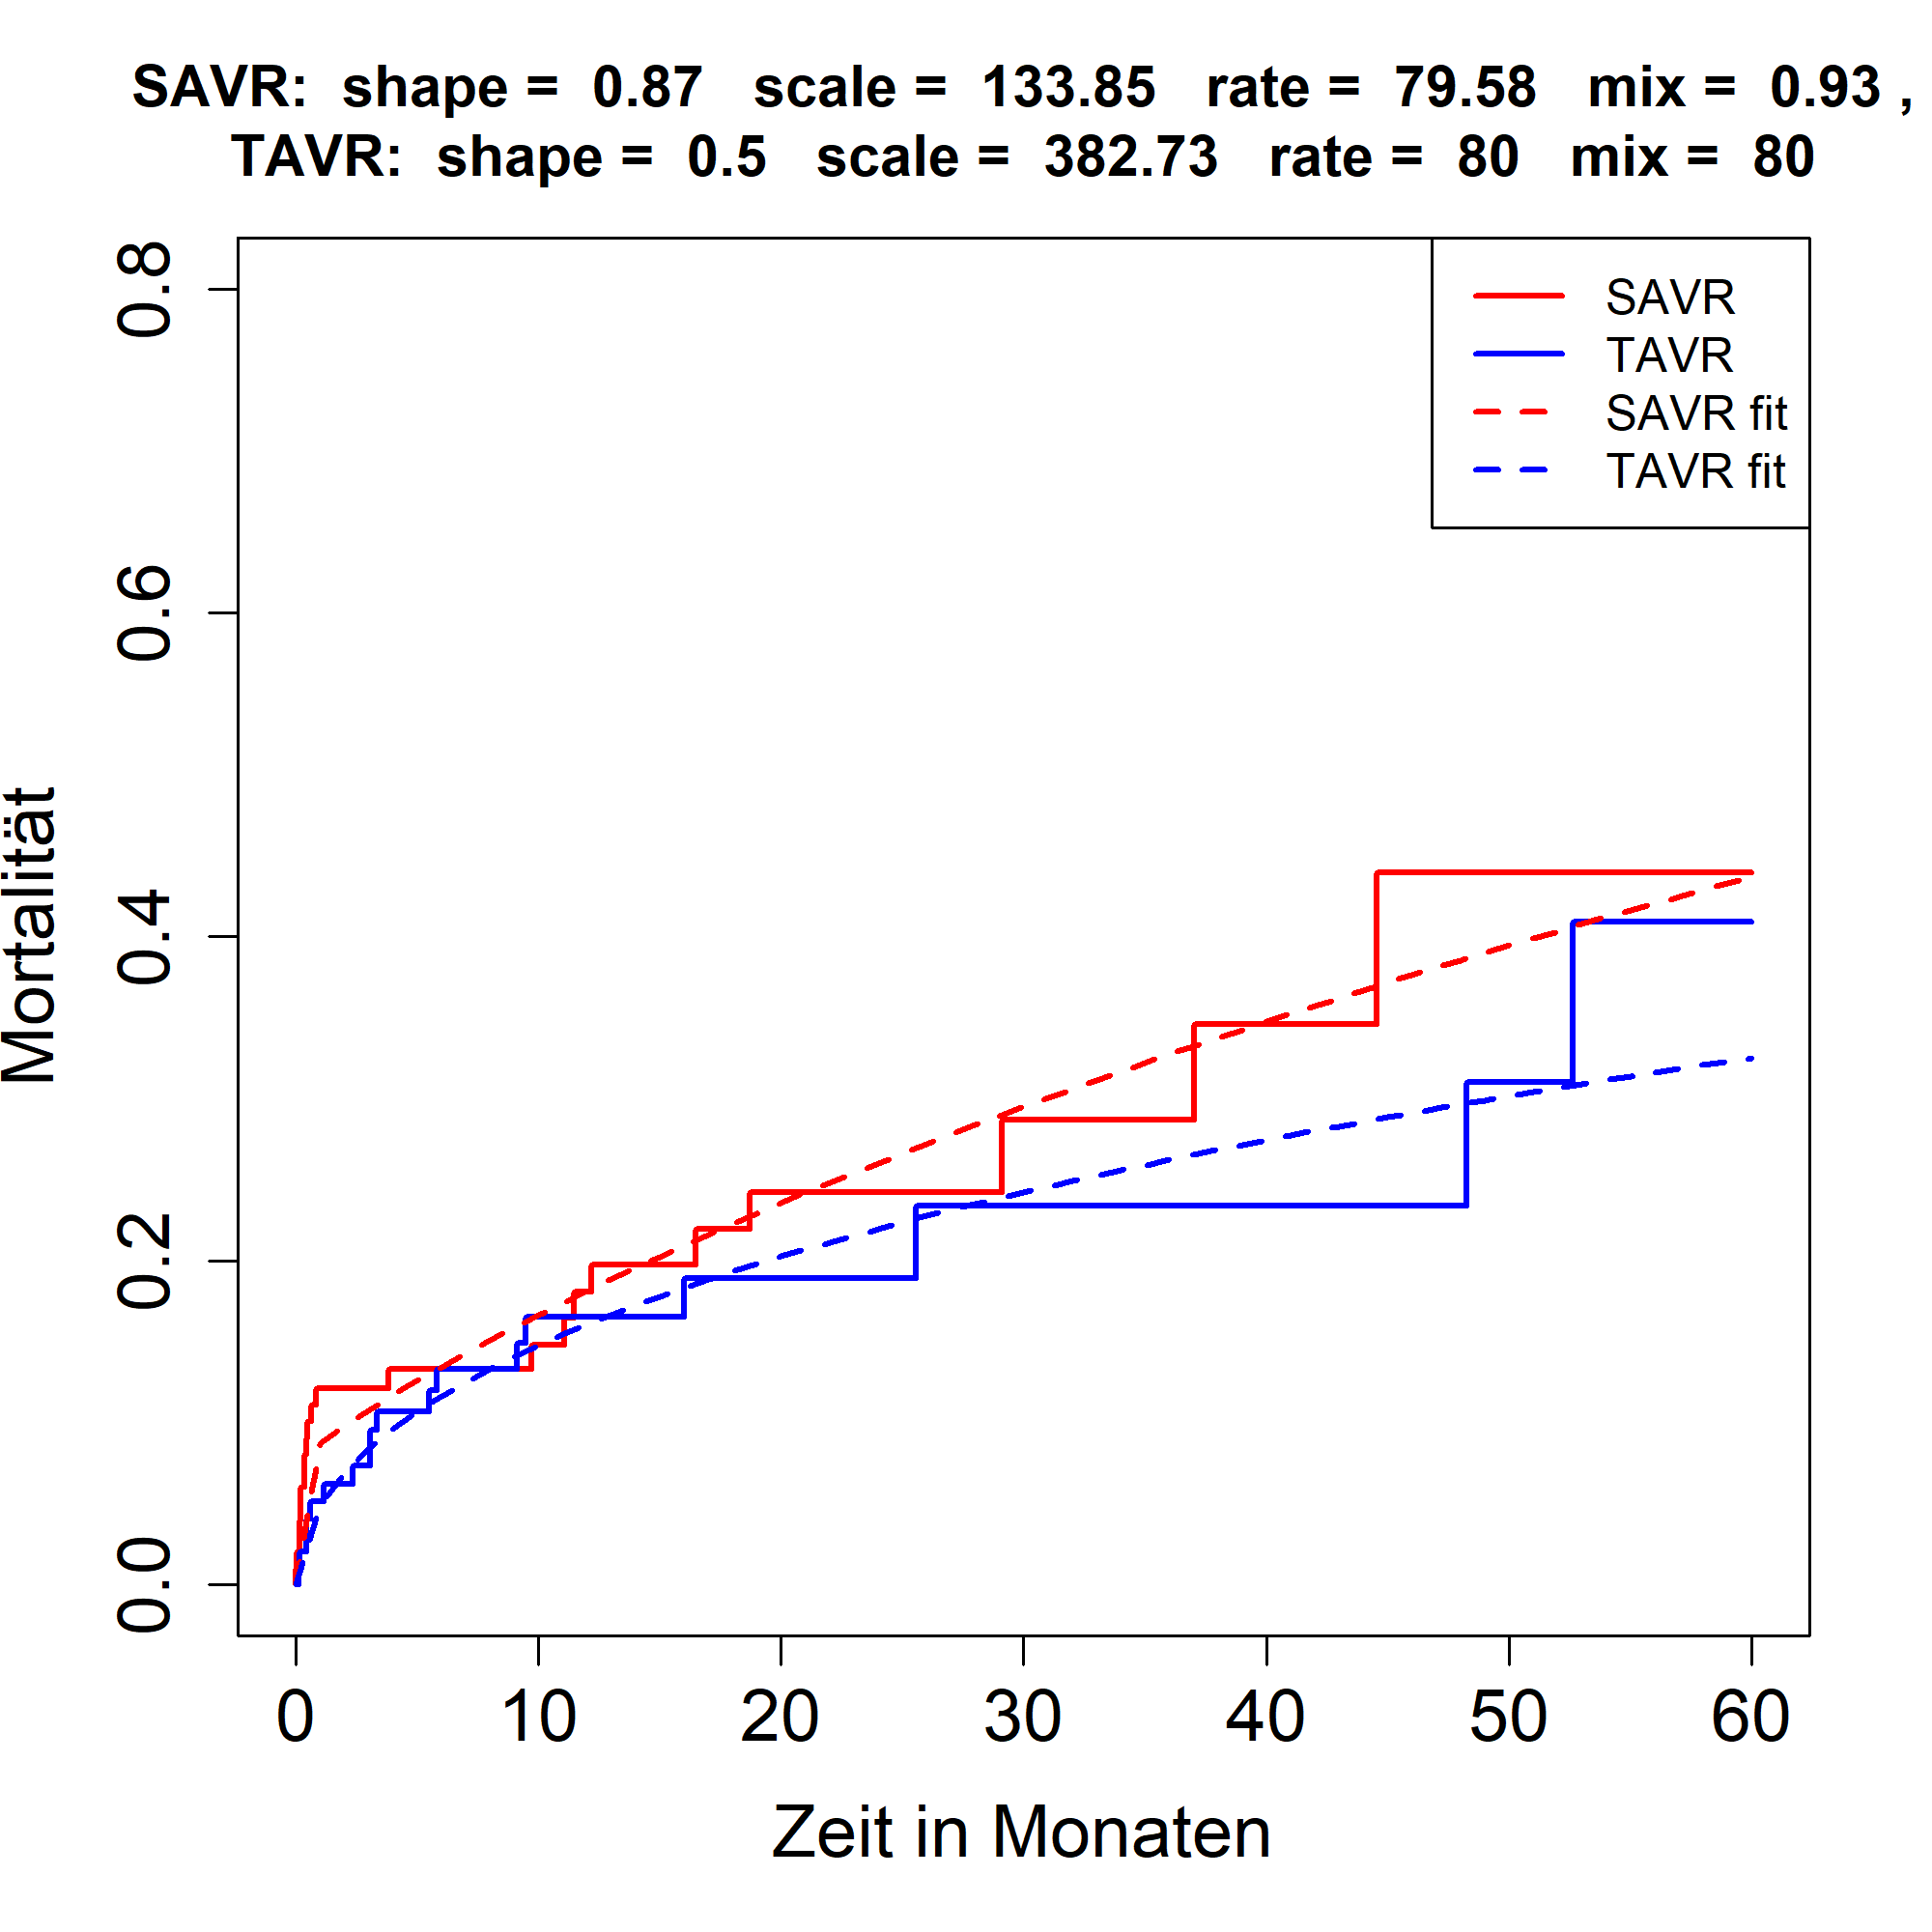 SAVR: shape = 0.87 scale = 133.85 rate = 79.58 mix = 0.93 ,
TAVR: shape = 0.5 scale = 382.73 rate = 80 mix = 80
SAVR
TAVR
SAVR fit
TAVR fit
Mortalität
0.8
0.6
0.4
0.2
0.0
0 10 20 30 40 50 60
Zeit in Monaten